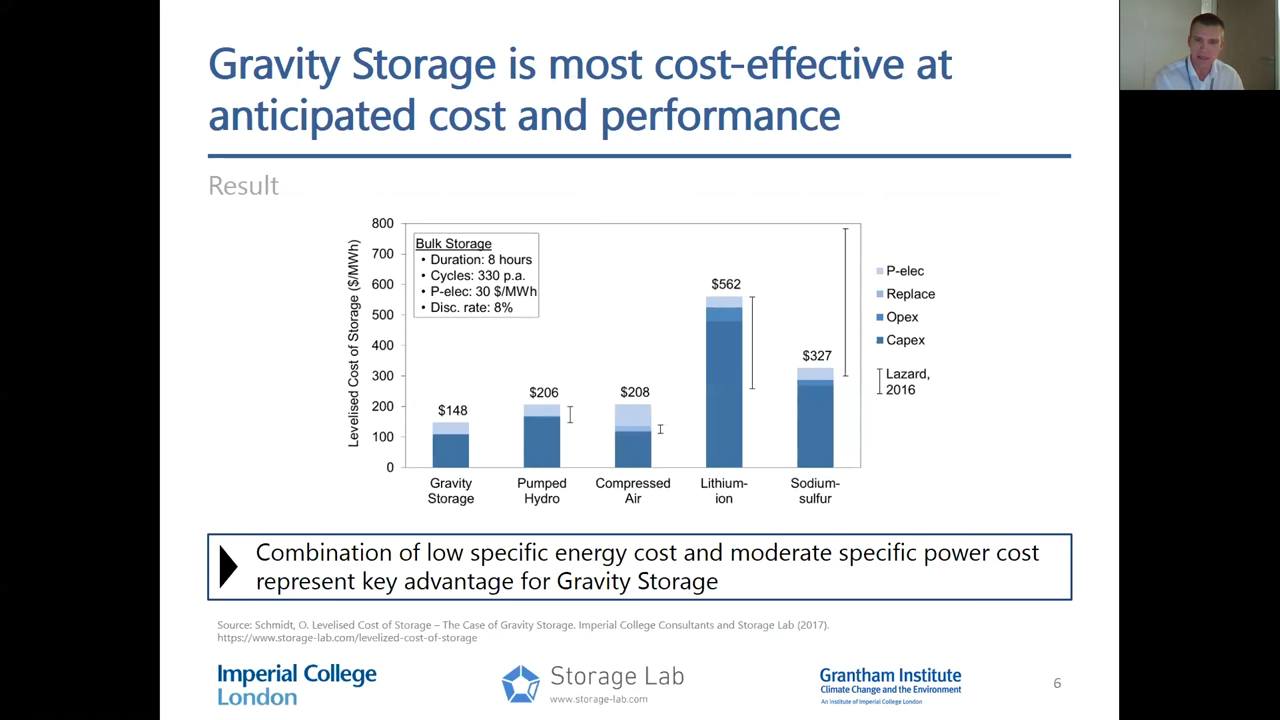 Gravity Storage is most cost-effective at
anticipated cost and performance
Result
Levelised Cost of Storage ($/MWh)
800
700
600
500
400
300
200
100
0
Bulk Storage
• Duration: 8 hours
• Cycles: 330 p.a.
• P-elec: 30 $/MWh
• Disc. rate: 8%
$148
$206
$208
$562
$327
Gravity
Storage
Pumped
Hydro
Compressed
Air
Lithium-
ion
Sodium-
sulfur
P-elec
Replace
Opex
Capex
Lazard,
2016
Combination of low specific energy cost and moderate specific power cost
represent key advantage for Gravity Storage
Source: Schmidt, O. Levelised Cost of Storage – The Case of Gravity Storage. Imperial College Consultants and Storage Lab (2017).
https://www.storage-lab.com/levelized-cost-of-storage
Imperial College
London
Storage Lab
www.storage-lab.com
Grantham Institute
Climate Change and the Environment
An institute of Imperial College London
6